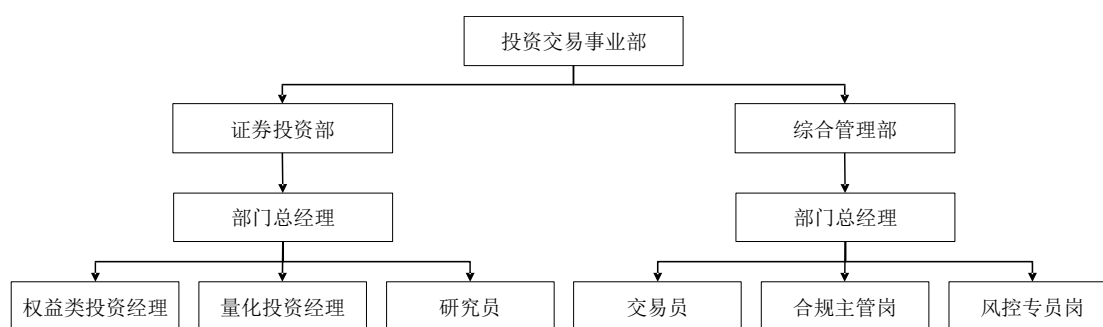 投资交易事业部
证券投资部
综合管理部
部门总经理
部门总经理
权益类投资经理
量化投资经理
研究员
交易员
合规主管岗
风控专员岗